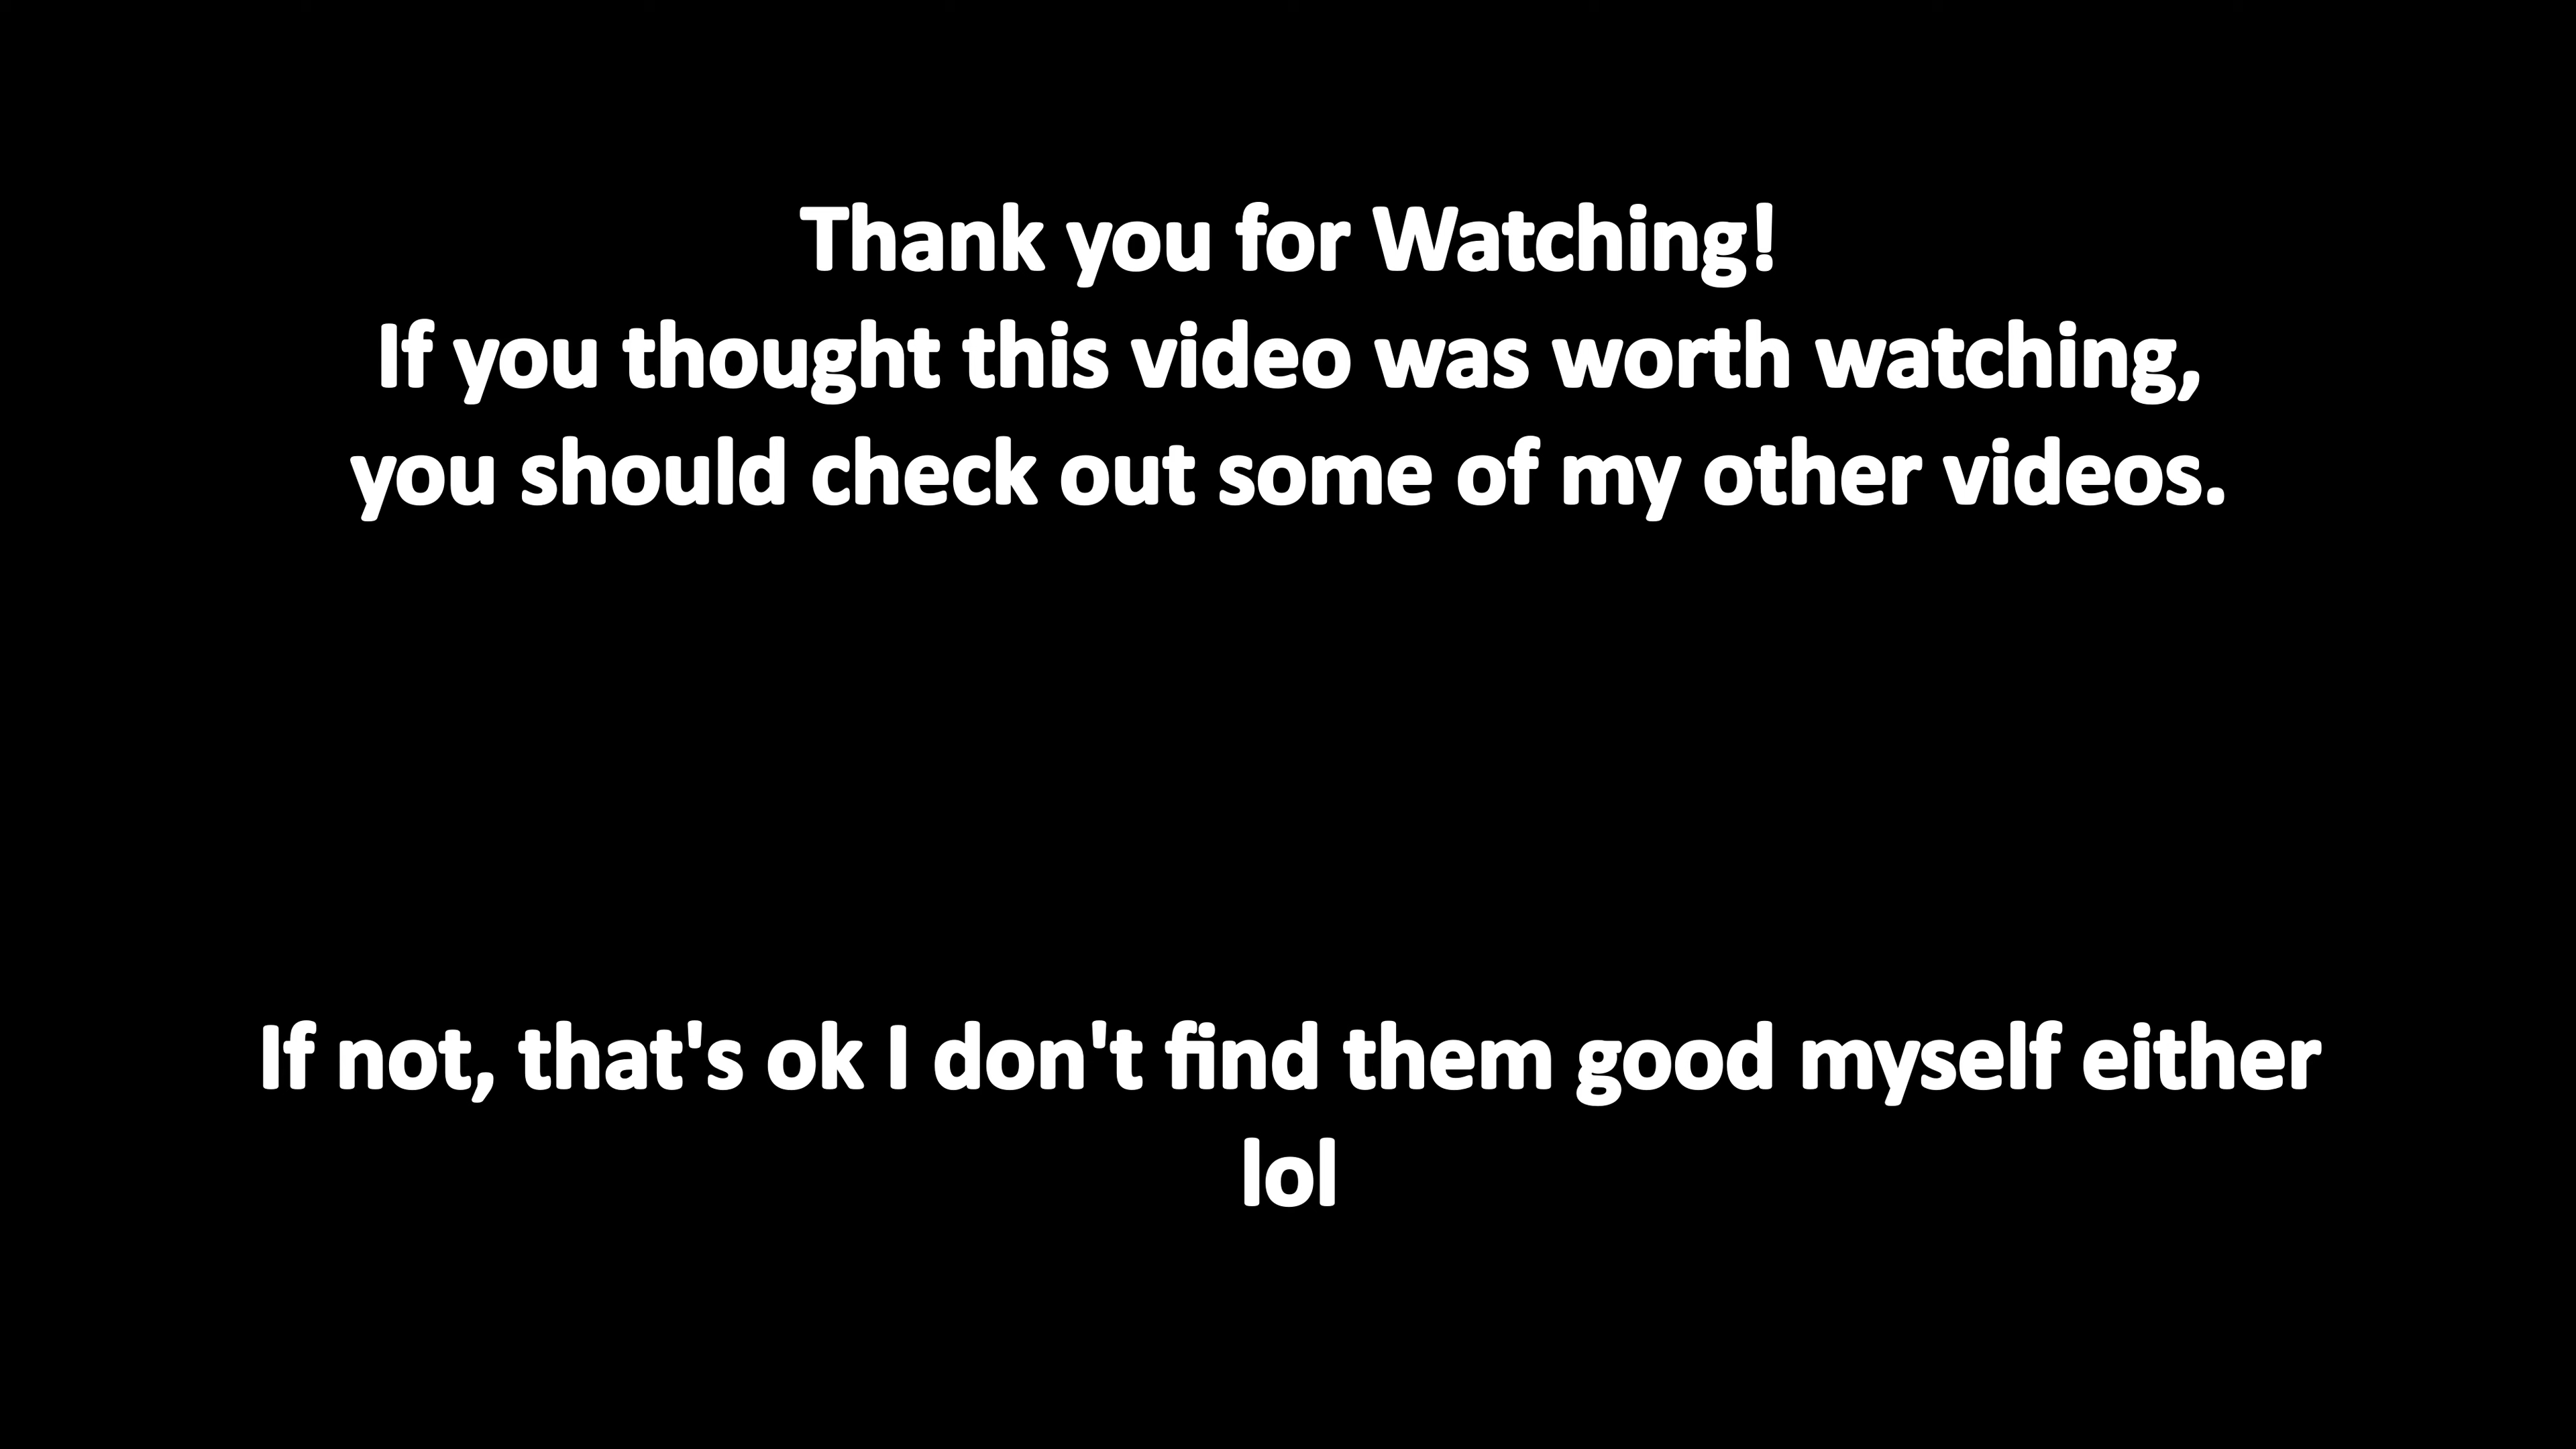 Thank you for Watching!
If you thought this video was worth watching,
you should check out some of my other videos.
If not, that's ok I don't find them good myself either
lol